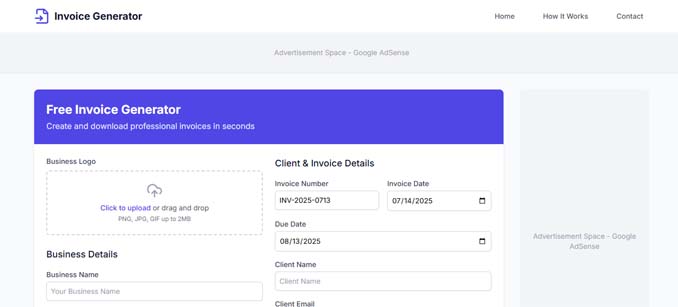 Invoice Generator
Home
How It Works
Contact
Advertisement Space - Google AdSense
Free Invoice Generator
Create and download professional invoices in seconds
Business Logo
Click to upload or drag and drop
PNG, JPG, GIF up to 2MB
Business Details
Business Name
Your Business Name
Client & Invoice Details
Invoice Number
Invoice Date
INV-2025-0713
07/14/2025
Due Date
08/13/2025
Client Name
Client Name
Client Email
Advertisement Space - Google
AdSense